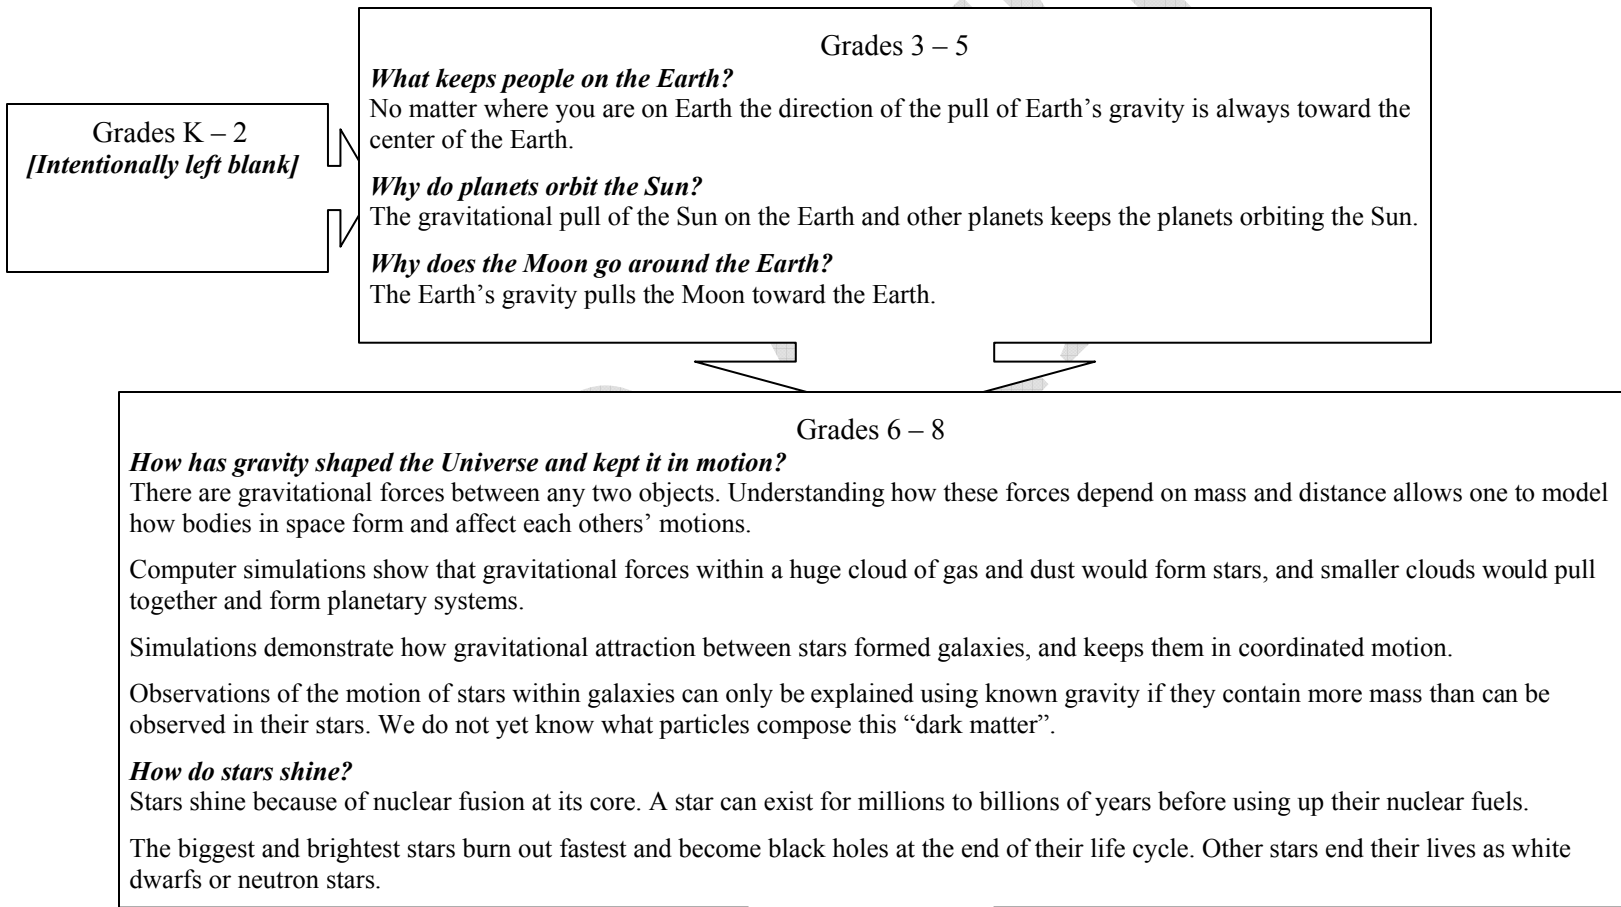 Grades K – 2
[Intentionally left blank]
Grades 3 – 5
What keeps people on the Earth?
No matter where you are on Earth the direction of the pull of Earth’s gravity is always toward the
center of the Earth.
Why do planets orbit the Sun?
The gravitational pull of the Sun on the Earth and other planets keeps the planets orbiting the Sun.
Why does the Moon go around the Earth?
The Earth’s gravity pulls the Moon toward the Earth.
Grades 6 – 8
How has gravity shaped the Universe and kept it in motion?
There are gravitational forces between any two objects. Understanding how these forces depend on mass and distance allows one to model
how bodies in space form and affect each others’ motions.
Computer simulations show that gravitational forces within a huge cloud of gas and dust would form stars, and smaller clouds would pull
together and form planetary systems.
Simulations demonstrate how gravitational attraction between stars formed galaxies, and keeps them in coordinated motion.
Observations of the motion of stars within galaxies can only be explained using known gravity if they contain more mass than can be
observed in their stars. We do not yet know what particles compose this “dark matter”.
How do stars shine?
Stars shine because of nuclear fusion at its core. A star can exist for millions to billions of years before using up their nuclear fuels.
The biggest and brightest stars burn out fastest and become black holes at the end of their life cycle. Other stars end their lives as white
dwarfs or neutron stars.